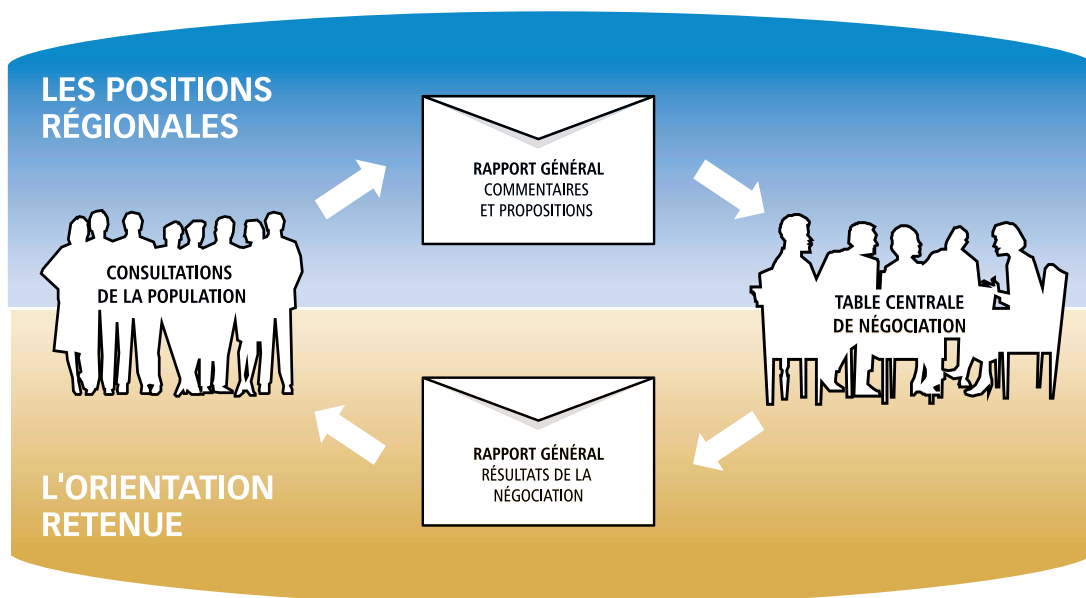 LES POSITIONS
RÉGIONALES
RAPPORT GÉNÉRAL
COMMENTAIRES
ET PROPOSITIONS
CONSULTATIONS
DE LA POPULATION
TABLE CENTRALE
DE NÉGOCIATION
RAPPORT GÉNÉRAL
RÉSULTATS DE LA
NÉGOCIATION
L'ORIENTATION
RETENUE